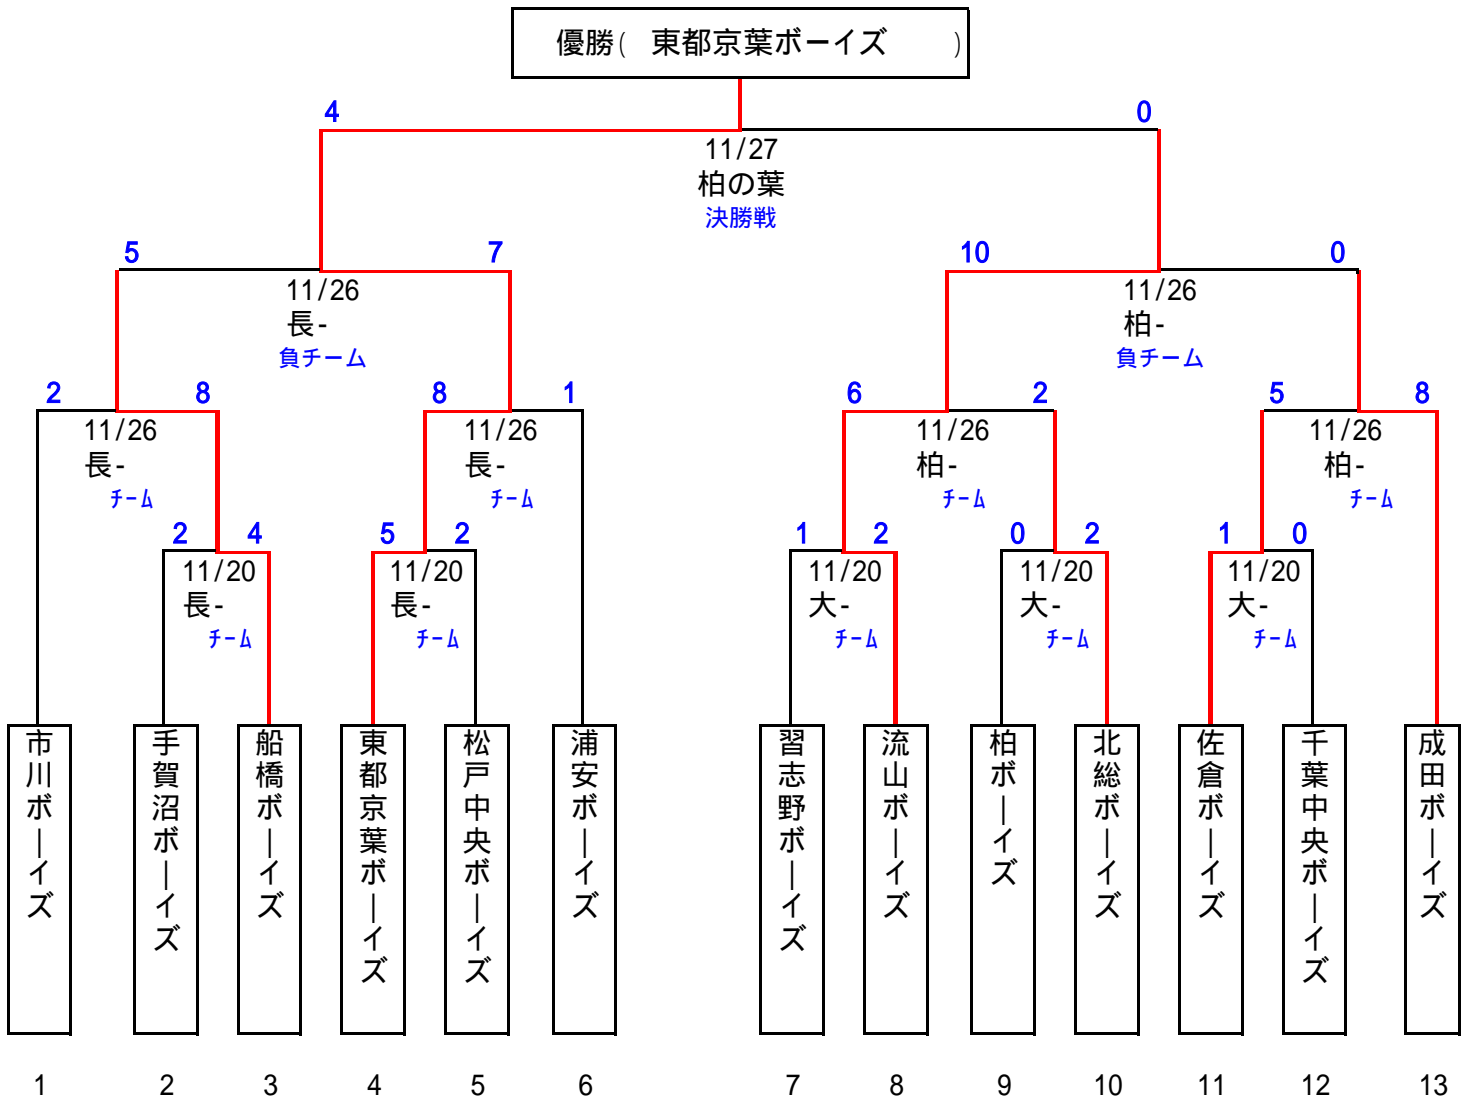 優勝( 東都京葉ボーイズ )
4 0
11/27
柏の葉
決勝戦
5 7 10 0
11/26 11/26
長- 柏-
負チーム 負チーム
2 8 8 1 6 2 5 8
11/26 11/26 11/26 11/26
長- 長- 柏- 柏-
チーム チーム チーム チーム
2 4 5 2 1 2 0 2 1 0
11/20 11/20 11/20 11/20 11/20
長- 長- 大- 大- 大-
チーム チーム チーム チーム チーム
市川ボーイズ
手賀沼ボーイズ
船橋ボーイズ
東都京葉ボーイズ
松戸中央ボーイズ
浦安ボーイズ
習志野ボーイズ
流山ボーイズ
柏ボーイズ
北総ボーイズ
佐倉ボーイズ
千葉中央ボーイズ
成田ボーイズ
1 2 3 4 5 6 7 8 9 10 11 12 13